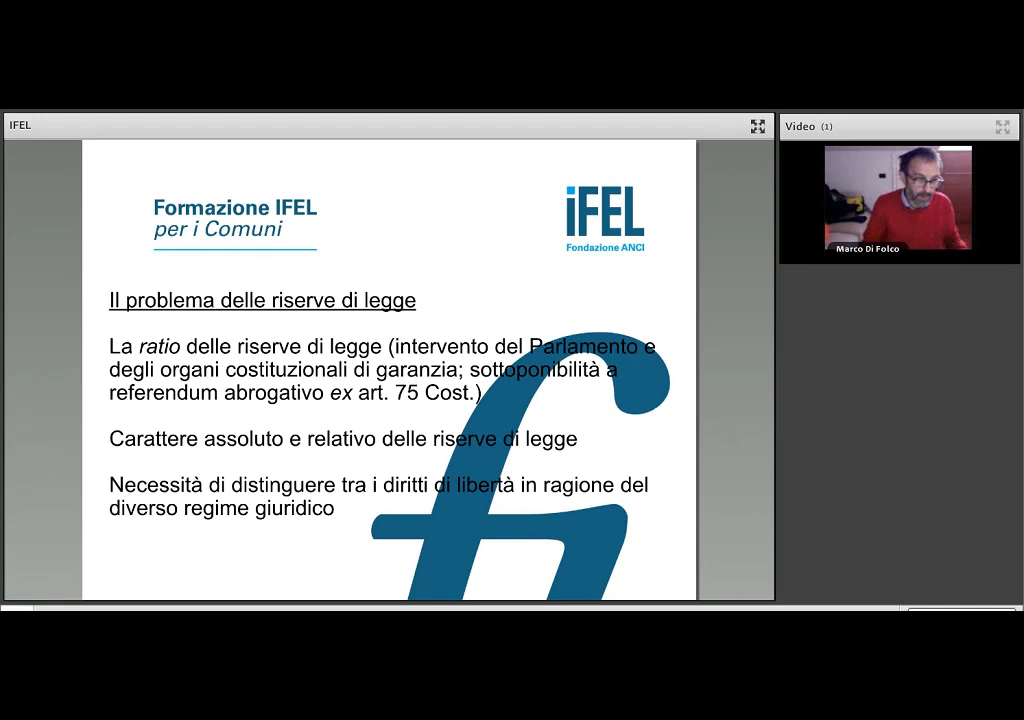 IFEL
Video (1)
Formazione IFEL
per i Comuni
iFEL
Fondazione ANCI
Marco Di Folco
Il problema delle riserve di legge
La ratio delle riserve di legge (intervento del Parlamento e
degli organi costituzionali di garanzia; sottoponibilità a
referendum abrogativo ex art. 75 Cost.)
Carattere assoluto e relativo delle riserve di legge
Necessità di distinguere tra i diritti di libertà in ragione del
diverso regime giuridico